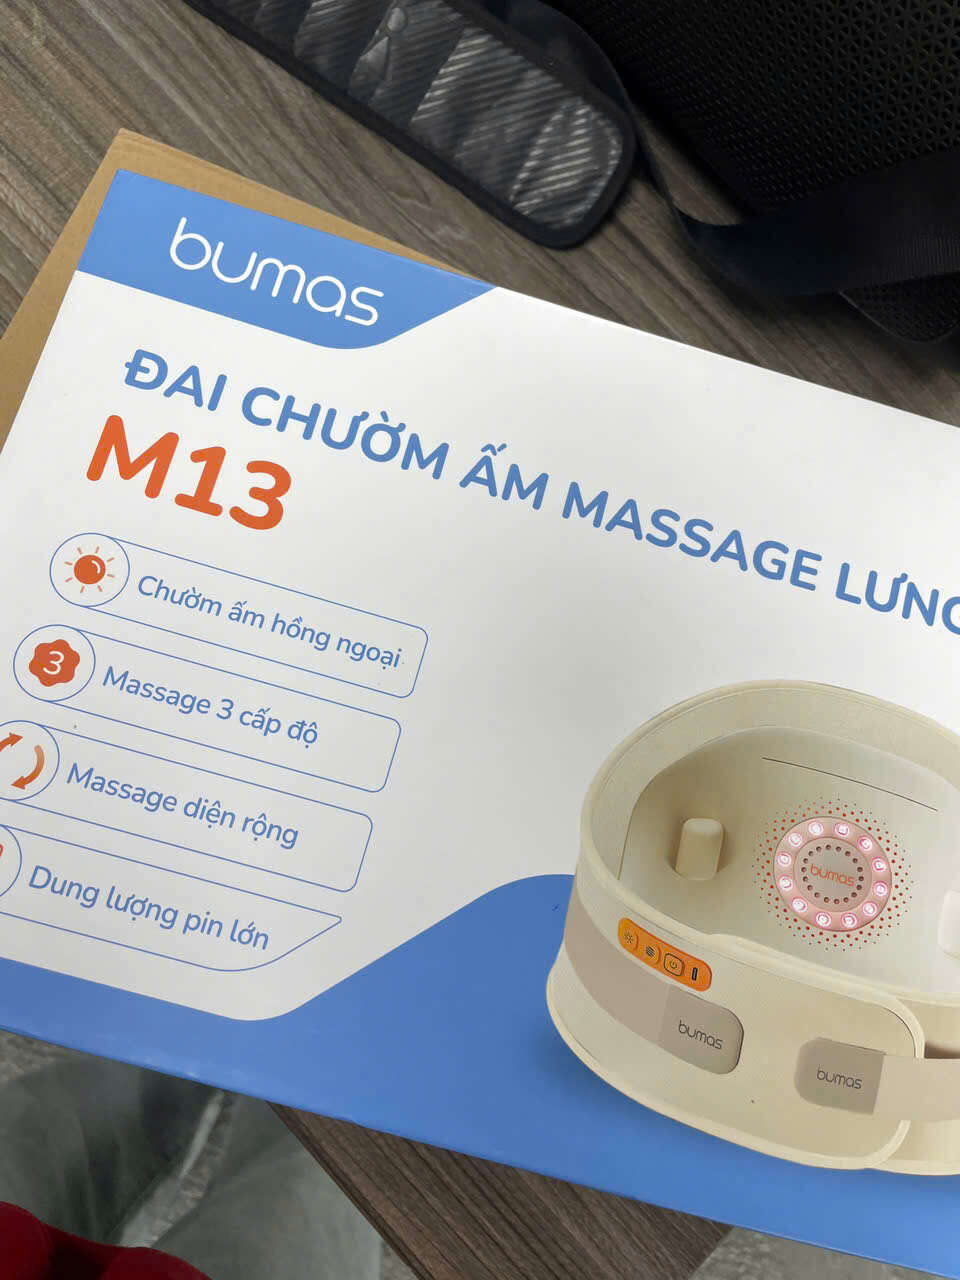 bumas
ĐAI CHƯỜM ẤM MASSAGE LƯNG
M13
Chườm ấm hồng ngoại
3
Massage 3 cấp độ
Massage diện rộng
Dung lượng pin lớn
bumas
bumas
bumas